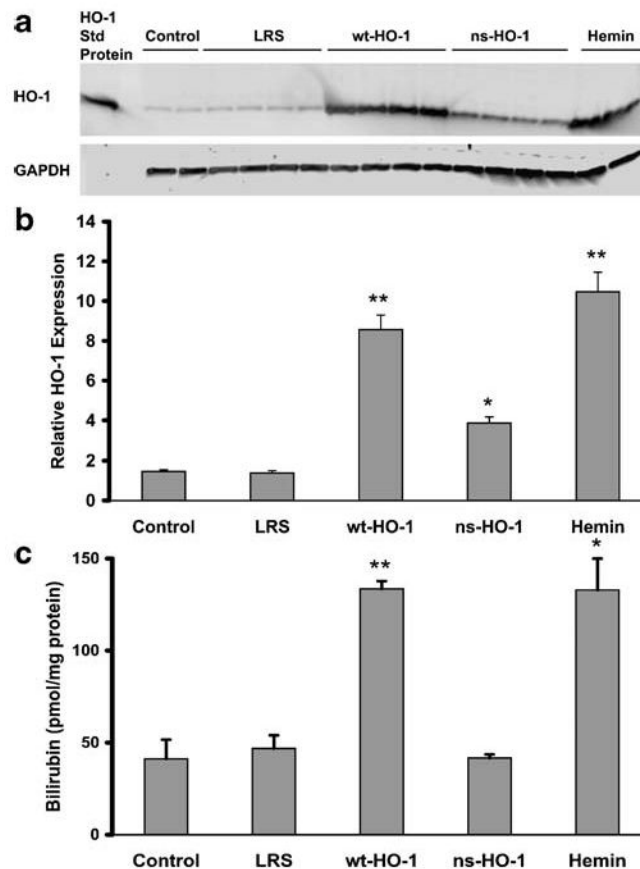 a
HO-1
Std
Protein
Control
LRS
wt-HO-1
ns-HO-1
Hemin
HO-1
GAPDH
b
Relative HO-1 Expression
14
12
10
8
6
4
2
0
**
*
**
Control
LRS
wt-HO-1
ns-HO-1
Hemin
c
Bilirubin (pmol/mg protein)
150
100
50
0
**
*
Control
LRS
wt-HO-1
ns-HO-1
Hemin